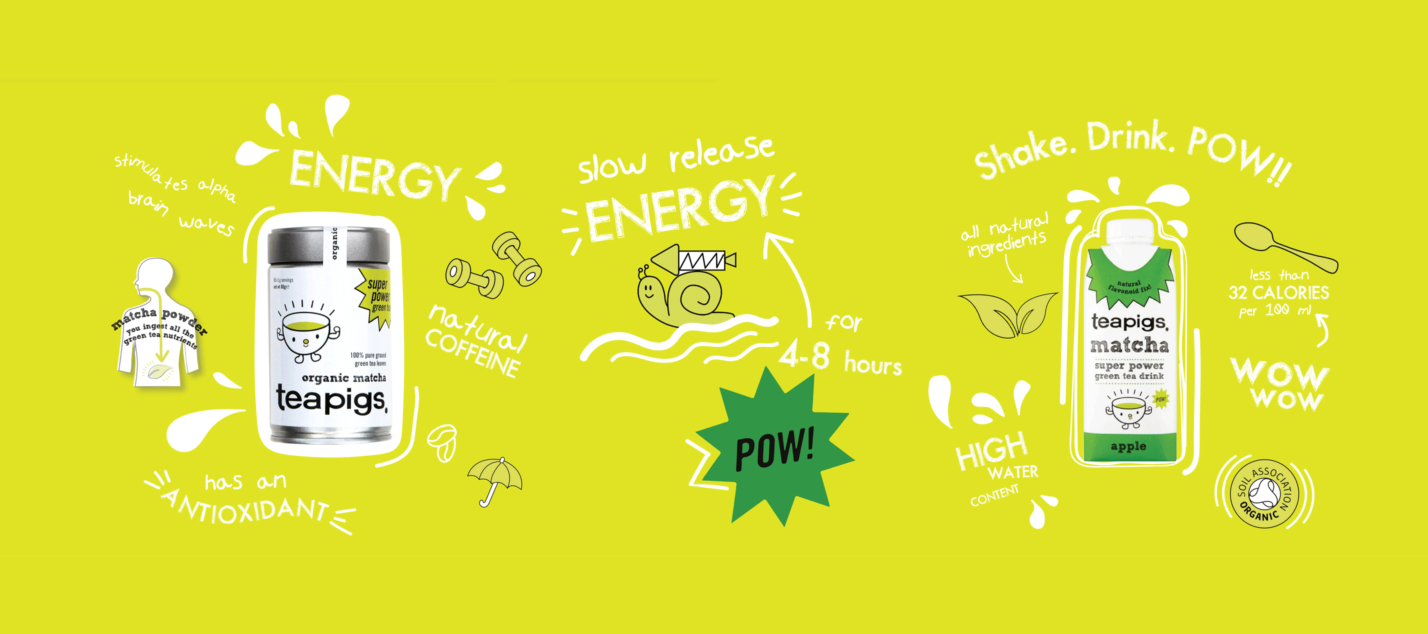 stimulates alpha
brain waves
ENERGY
organic
super
power
green tea
matcha powder
you ingest all the
green tea nutrients
100% pure ground
green tea leaves
organic matcha
teapigs.
natural
COFFEINE
has an
ANTIOXIDANT
slow release
ENERGY
for
4-8 hours
POW!
Shake. Drink. POW!!
all natural
ingredients
natural
flavonoid fix!
teapigs.
matcha
super power
green tea drink
POW!
apple
HIGH
WATER
CONTENT
less than
32 CALORIES
per 100 ml
WOW
WOW
SOIL ASSOCIATION
ORGANIC